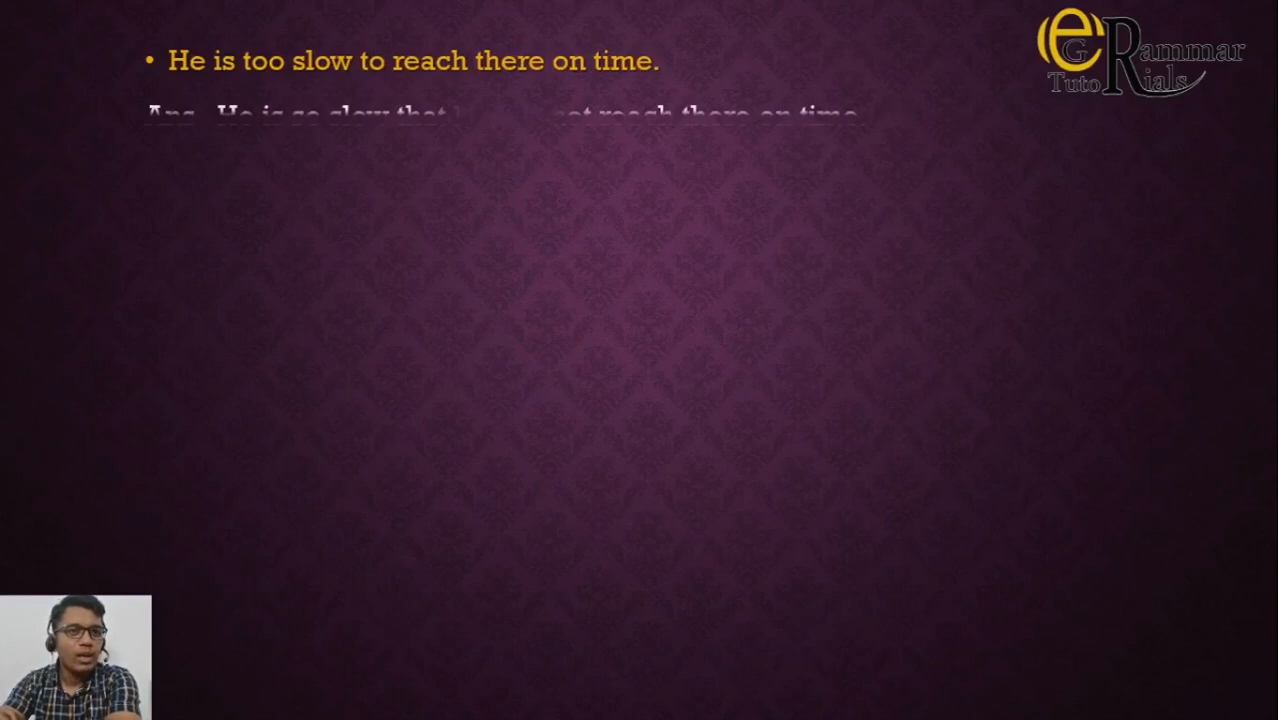 • He is too slow to reach there on time.
Ans. He is so slow that not reach there on time.
eGRammar
TutoRials